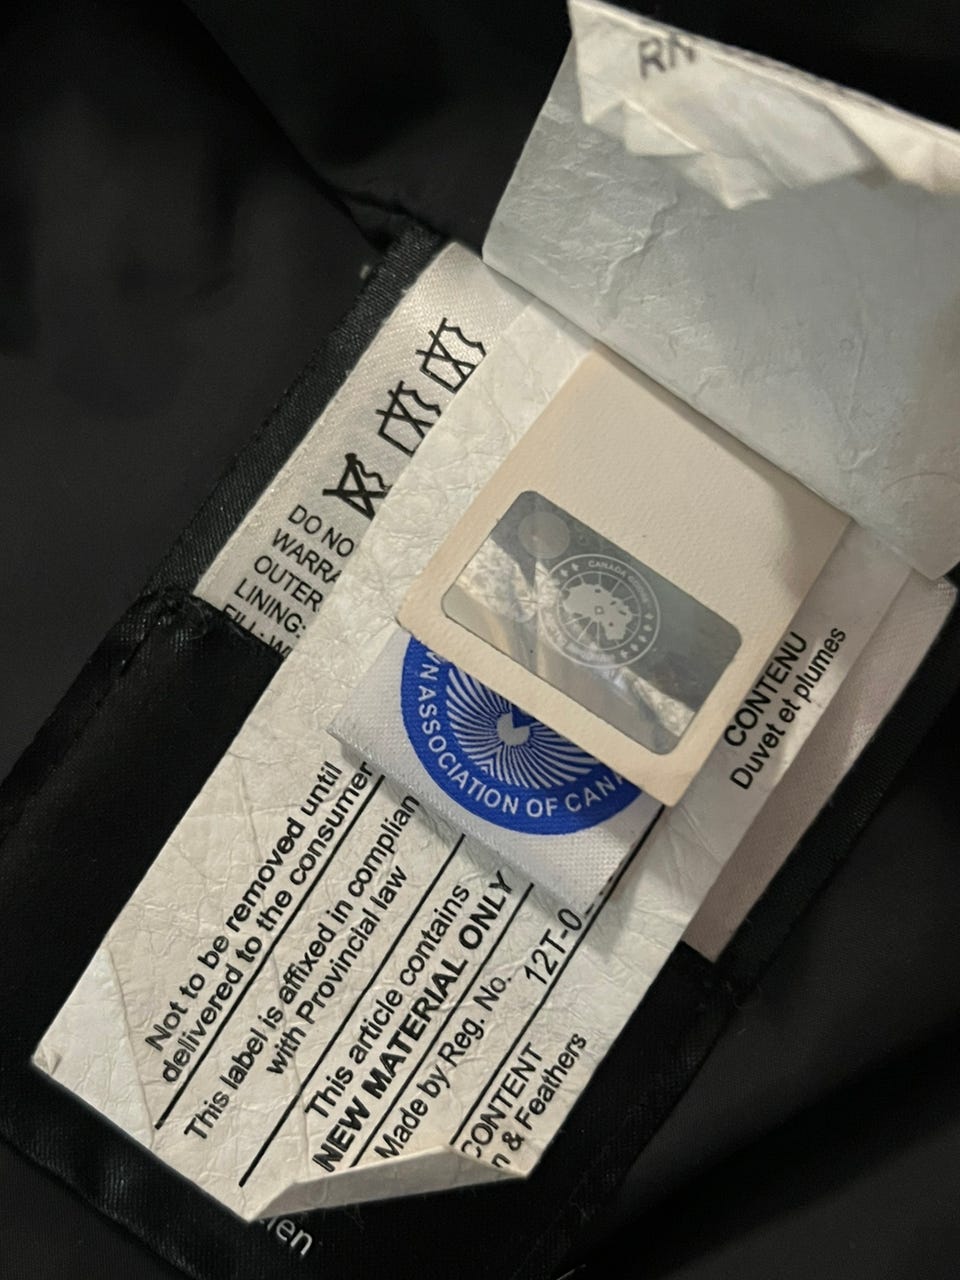 RN
DO NO
WARRA
OUTER
LINING:
FILL: W
CANADA GOOSE
WN ASSOCIATION OF CAN
Not to be removed until
delivered to the consumer
This label is affixed in complian
with Provincial law
This article contains
NEW MATERIAL ONLY
Made by Reg. No. 12T-0
CONTENT
n & Feathers
CONTENU
Duvet et plumes